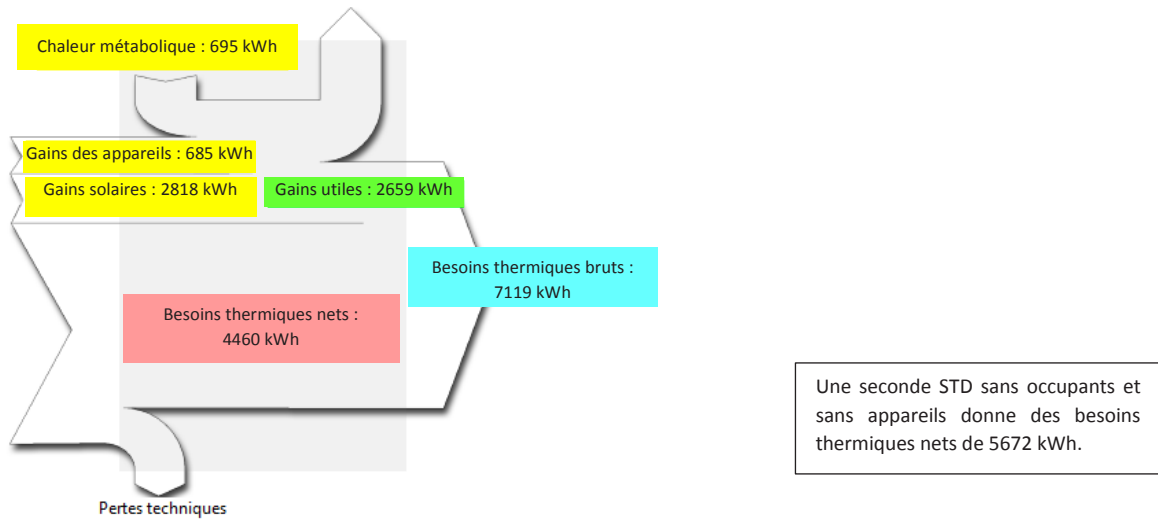 Chaleur métabolique : 695 kWh
Gains des appareils : 685 kWh
Gains solaires : 2818 kWh
Gains utiles : 2659 kWh
Besoins thermiques bruts :
7119 kWh
Besoins thermiques nets :
4460 kWh
Une seconde STD sans occupants et
sans appareils donne des besoins
thermiques nets de 5672 kWh.
Pertes techniques